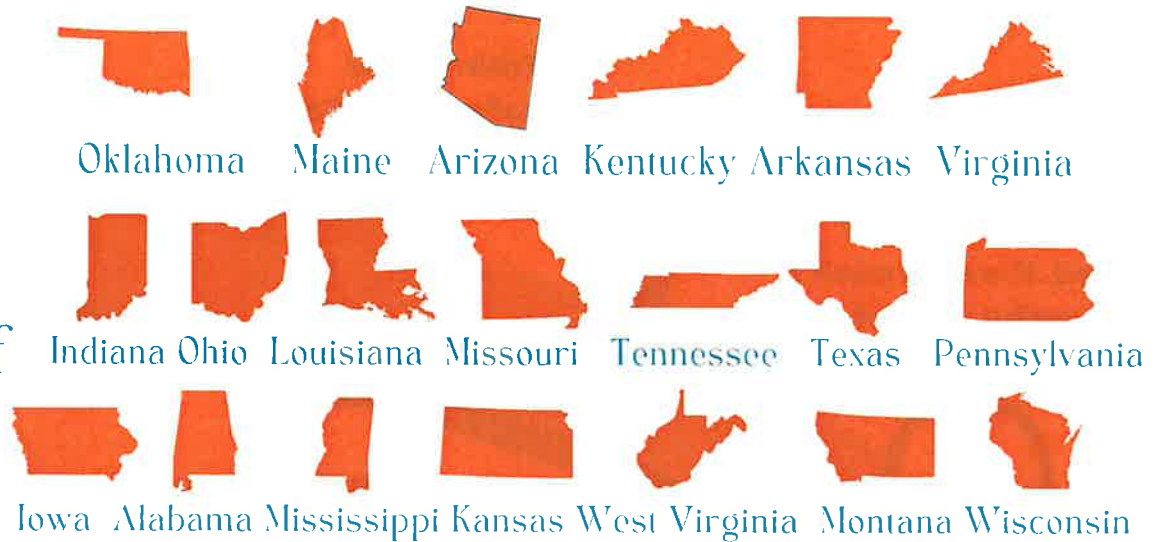 Oklahoma Maine Arizona Kentucky Arkansas Virginia
f Indiana Ohio Louisiana Missouri Tennessee Texas Pennsylvania
Iowa Alabama Mississippi Kansas West Virginia Montana Wisconsin